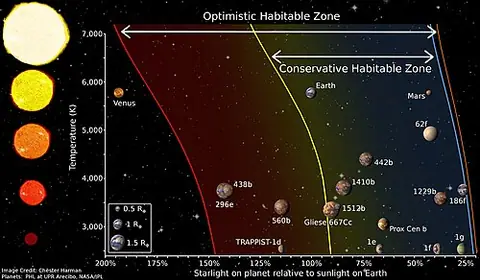 Optimistic Habitable Zone
Conservative Habitable Zone
7,000
6,000
5,000
4,000
3,000
Temperature (K)
Venus
Earth
Mars
62f
442b
438b
296e
1410b
1229b
186f
560b
1512b
Gliese 667Cc
Prox Cen b
TRAPPIST-1d
1e
1f
1g
0.5 R⊕
1 R⊕
1.5 R⊕
200%
175%
150%
125%
100%
75%
50%
25%
Starlight on planet relative to sunlight on Earth
Image Credit: Chester Harman
Planets: PHL at UPR Arecibo, NASA/JPL